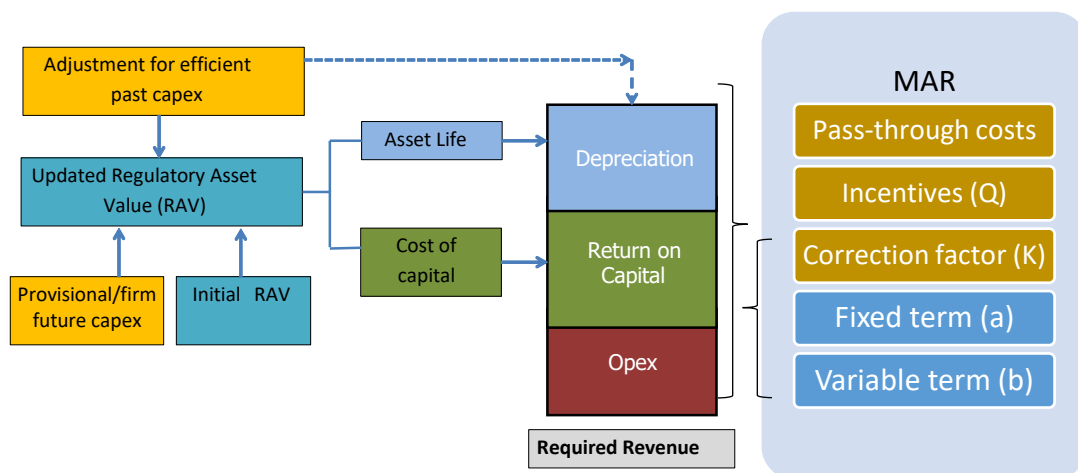 Adjustment for efficient
past capex
Updated Regulatory Asset
Value (RAV)
Provisional/firm
future capex
Initial RAV
Asset Life
Cost of
capital
Depreciation
Return on
Capital
Opex
Required Revenue
MAR
Pass-through costs
Incentives (Q)
Correction factor (K)
Fixed term (a)
Variable term (b)